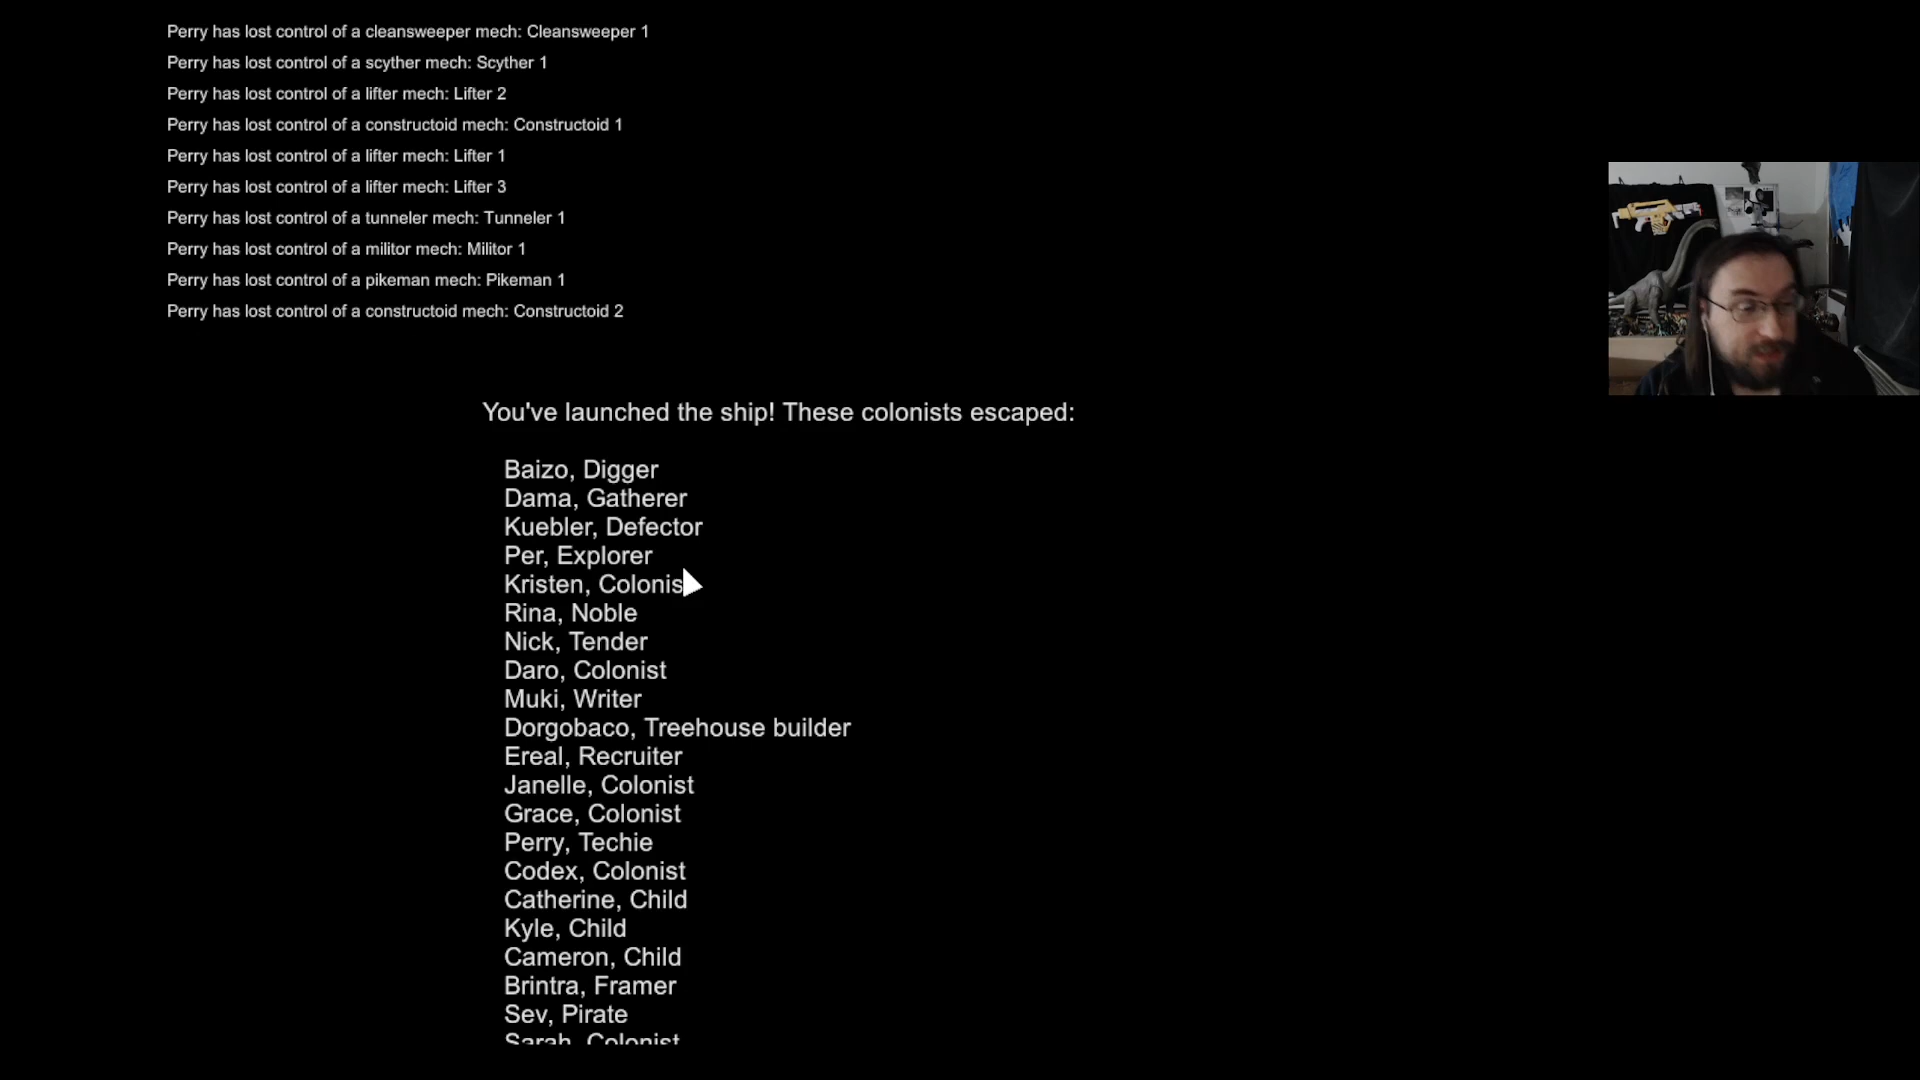 Perry has lost control of a cleansweeper mech: Cleansweeper 1
Perry has lost control of a scyther mech: Scyther 1
Perry has lost control of a lifter mech: Lifter 2
Perry has lost control of a constructoid mech: Constructoid 1
Perry has lost control of a lifter mech: Lifter 1
Perry has lost control of a lifter mech: Lifter 3
Perry has lost control of a tunneler mech: Tunneler 1
Perry has lost control of a militor mech: Militor 1
Perry has lost control of a pikeman mech: Pikeman 1
Perry has lost control of a constructoid mech: Constructoid 2
You've launched the ship! These colonists escaped:
Baizo, Digger
Dama, Gatherer
Kuebler, Defector
Per, Explorer
Kristen, Colonis
Rina, Noble
Nick, Tender
Daro, Colonist
Muki, Writer
Dorgobaco, Treehouse builder
Ereal, Recruiter
Janelle, Colonist
Grace, Colonist
Perry, Techie
Codex, Colonist
Catherine, Child
Kyle, Child
Cameron, Child
Brintra, Framer
Sev, Pirate
Sarah, Colonist